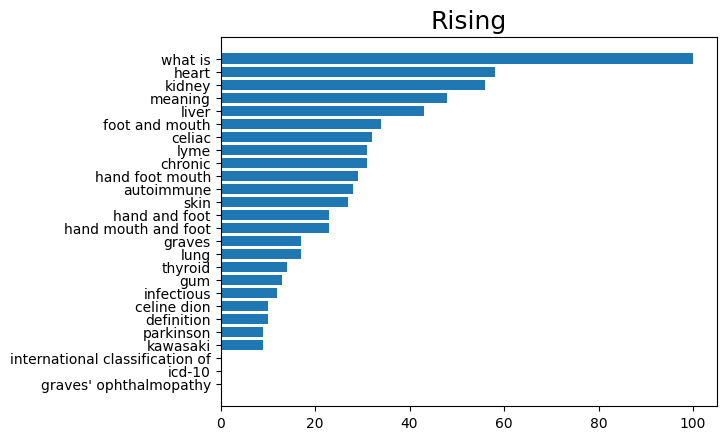 Rising
what is
heart
kidney
meaning
liver
foot and mouth
celiac
lyme
chronic
hand foot mouth
autoimmune
skin
hand and foot
hand mouth and foot
graves
lung
thyroid
gum
infectious
celine dion
definition
parkinson
kawasaki
international classification of
icd-10
graves' ophthalmopathy
0 20 40 60 80 100